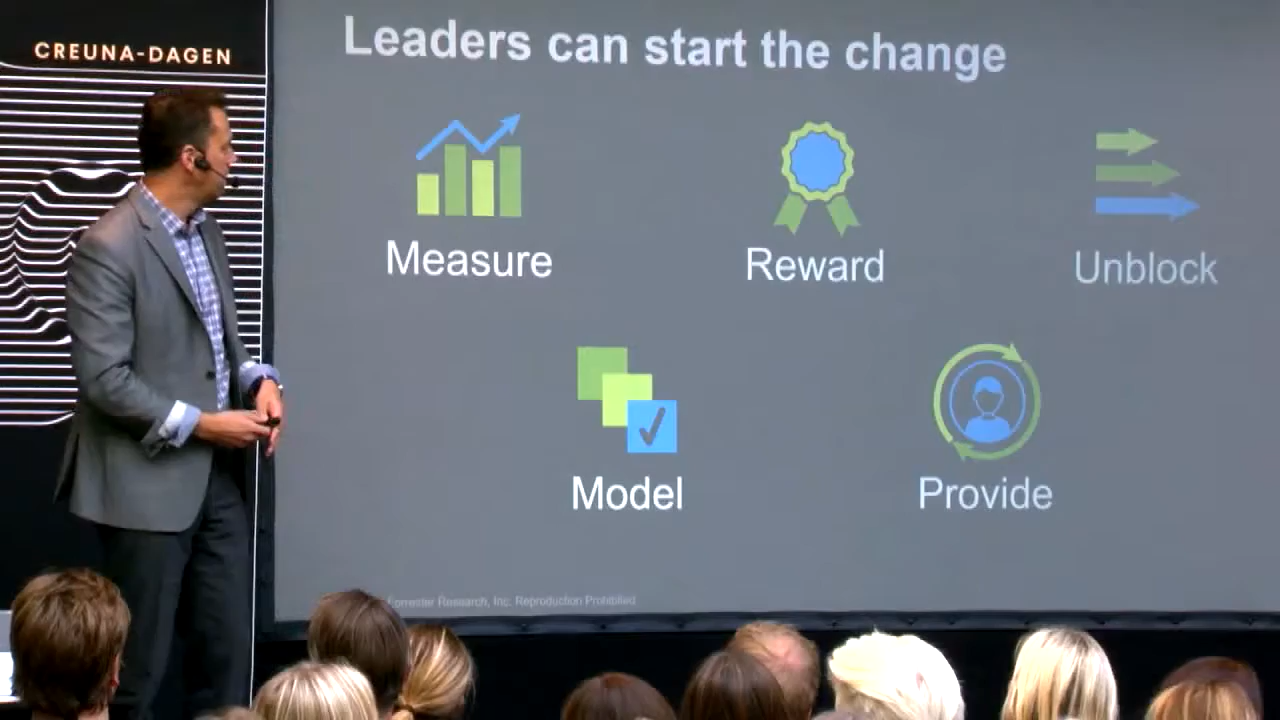 CREUNA-DAGEN
Leaders can start the change
Measure
Reward
Unblock
Model
Provide
Forrester Research, Inc. Reproduction Prohibited